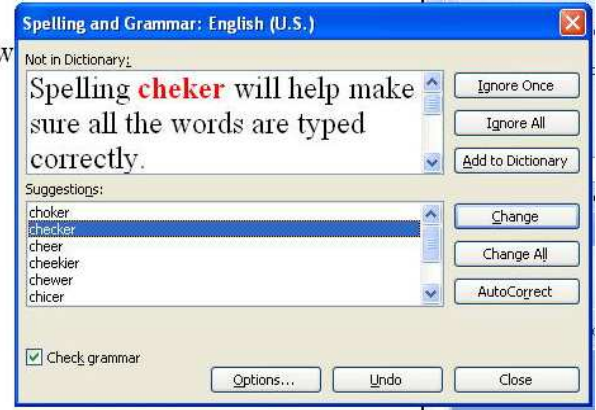 Spelling and Grammar: English (U.S.)
w
Not in Dictionary:
Spelling cheker will help make
sure all the words are typed
correctly.
Ignore Once
Ignore All
Add to Dictionary
Suggestions:
choker
checker
cheer
cheekier
chewer
chicer
Change
Change All
AutoCorrect
Check grammar
Options...
Undo
Close